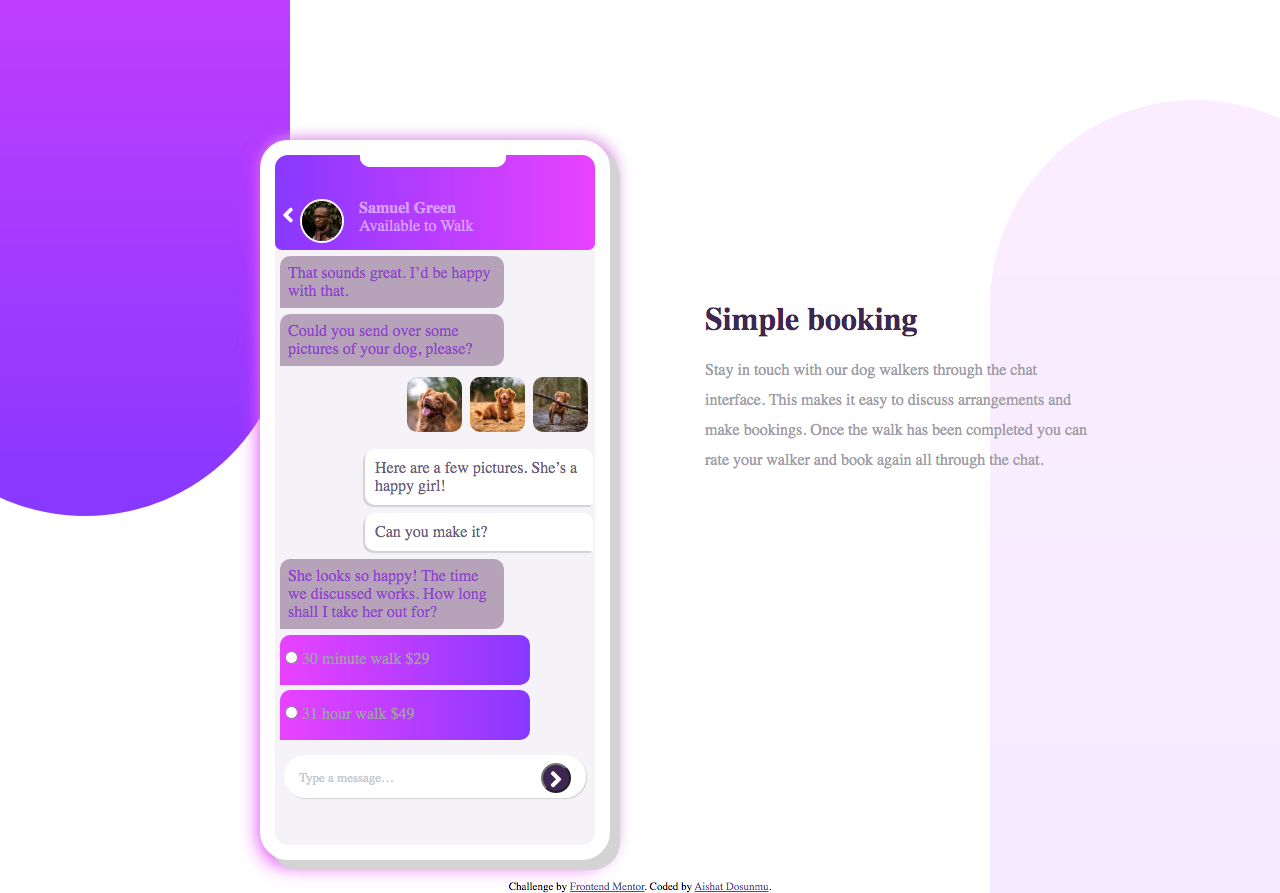 Samuel Green
Available to Walk
That sounds great. I’d be happy
with that.
Could you send over some
pictures of your dog, please?
Here are a few pictures. She’s a
happy girl!
Can you make it?
She looks so happy! The time
we discussed works. How long
shall I take her out for?
30 minute walk $29
31 hour walk $49
Type a message…
Simple booking
Stay in touch with our dog walkers through the chat
interface. This makes it easy to discuss arrangements and
make bookings. Once the walk has been completed you can
rate your walker and book again all through the chat.
Challenge by Frontend Mentor. Coded by Aishat Dosunmu.